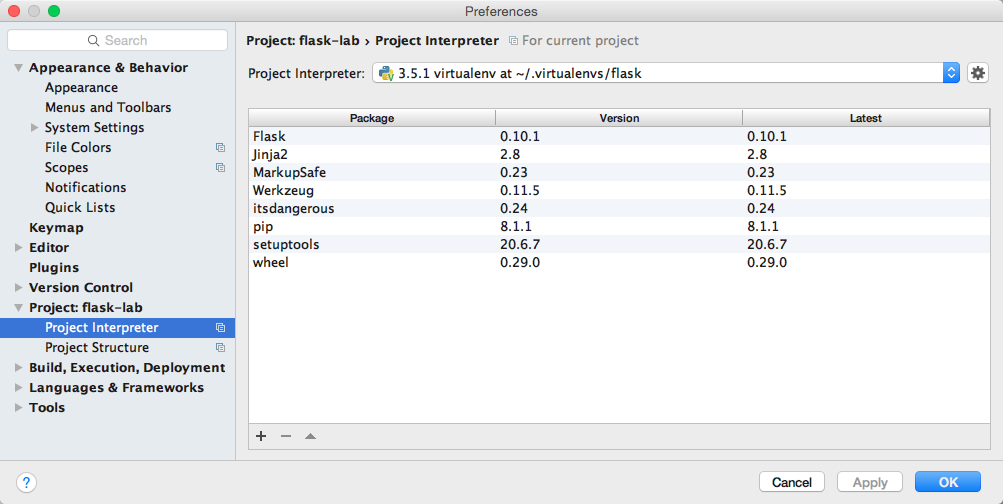 Preferences
Search
Appearance & Behavior
Appearance
Menus and Toolbars
System Settings
File Colors
Scopes
Notifications
Quick Lists
Keymap
Editor
Plugins
Version Control
Project: flask-lab
Project Interpreter
Project Structure
Build, Execution, Deployment
Languages & Frameworks
Tools
Project: flask-lab › Project Interpreter For current project
Project Interpreter: 3.5.1 virtualenv at ~/.virtualenvs/flask
Package Version Latest
Flask 0.10.1 0.10.1
Jinja2 2.8 2.8
MarkupSafe 0.23 0.23
Werkzeug 0.11.5 0.11.5
itsdangerous 0.24 0.24
pip 8.1.1 8.1.1
setuptools 20.6.7 20.6.7
wheel 0.29.0 0.29.0
? Cancel Apply OK